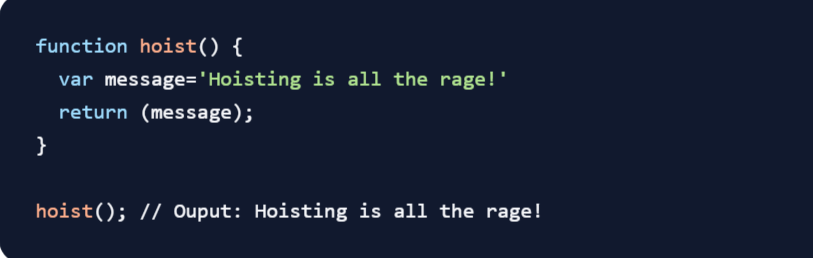 function hoist() {
  var message='Hoisting is all the rage!'
  return (message);
}
hoist(); // Ouput: Hoisting is all the rage!